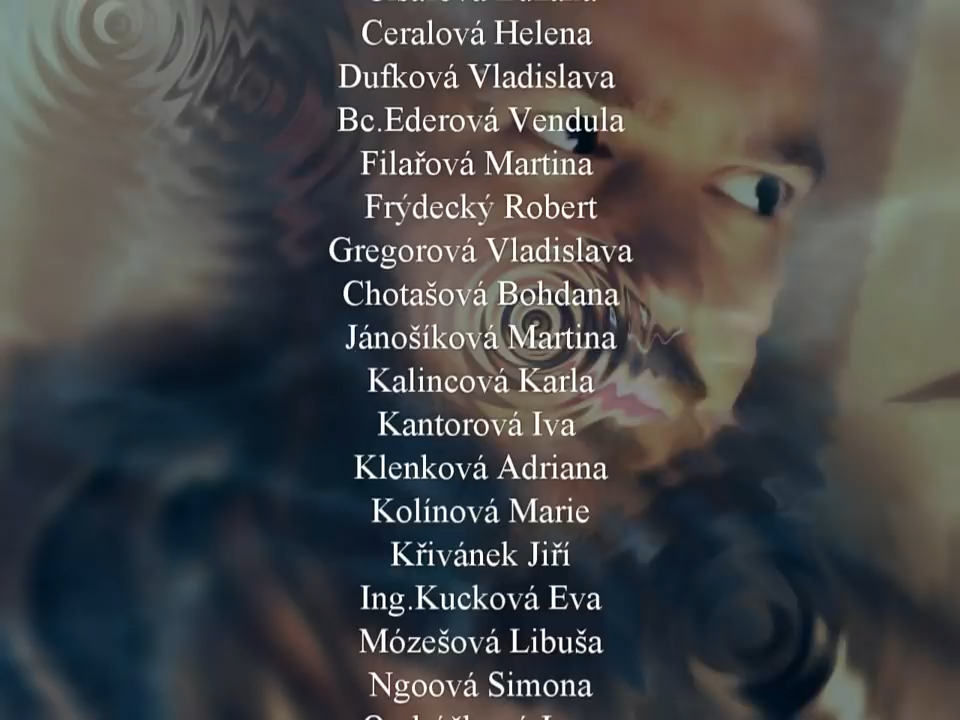 Ceralová Helena
Dufková Vladislava
Bc.Ederová Vendula
Filařová Martina
Frýdecký Robert
Gregorová Vladislava
Chotašová Bohdana
Jánošíková Martina
Kalincová Karla
Kantorová Iva
Klenková Adriana
Kolínová Marie
Křivánek Jiří
Ing.Kucková Eva
Mózešová Libuša
Ngoová Simona